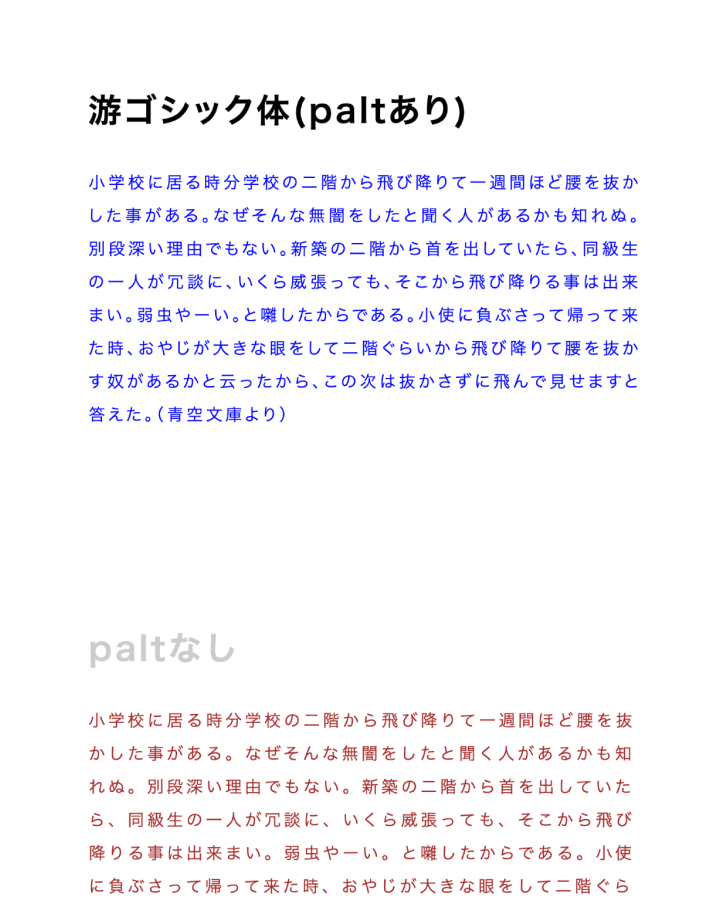 游ゴシック体(paltあり)
小学校に居る時分学校の二階から飛び降りて一週間ほど腰を抜か
した事がある。なぜそんな無闇をしたと聞く人があるかも知れぬ。
別段深い理由でもない。新築の二階から首を出していたら、同級生
の一人が冗談に、いくら威張っても、そこから飛び降りる事は出来
まい。弱虫やーい。と囃したからである。小使に負ぶさって帰って来
た時、おやじが大きな眼をして二階ぐらいから飛び降りて腰を抜か
す奴があるかと云ったから、この次は抜かさずに飛んで見せますと
答えた。（青空文庫より）
paltなし
小学校に居る時分学校の二階から飛び降りて一週間ほど腰を抜
かした事がある。なぜそんな無闇をしたと聞く人があるかも知
れぬ。別段深い理由でもない。新築の二階から首を出していた
ら、同級生の一人が冗談に、いくら威張っても、そこから飛び
降りる事は出来まい。弱虫やーい。と囃したからである。小使
に負ぶさって帰って来た時、おやじが大きな眼をして二階ぐら